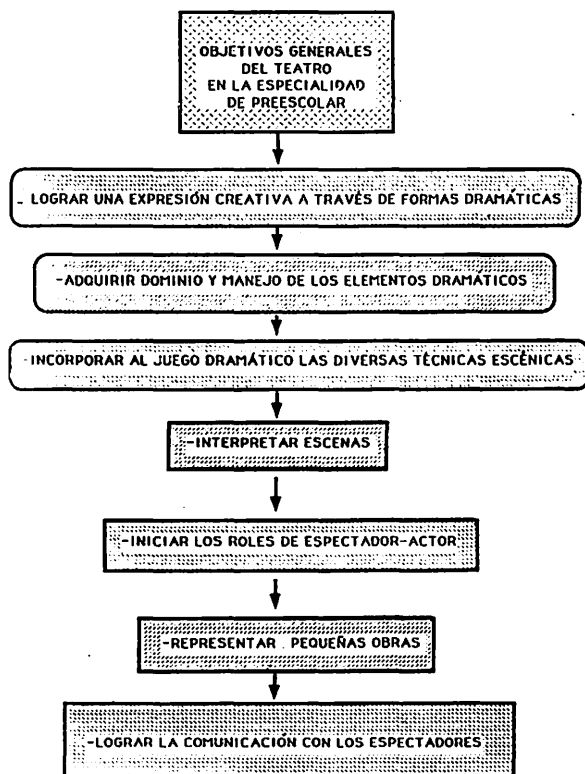 OBJETIVOS GENERALES
DEL TEATRO
EN LA ESPECIALIDAD
DE PREESCOLAR
- LOGRAR UNA EXPRESIÓN CREATIVA A TRAVÉS DE FORMAS DRAMÁTICAS
-ADQUIRIR DOMINIO Y MANEJO DE LOS ELEMENTOS DRAMÁTICOS
-INCORPORAR AL JUEGO DRAMÁTICO LAS DIVERSAS TÉCNICAS ESCÉNICAS
-INTERPRETAR ESCENAS
-INICIAR LOS ROLES DE ESPECTADOR-ACTOR
-REPRESENTAR PEQUEÑAS OBRAS
-LOGRAR LA COMUNICACIÓN CON LOS ESPECTADORES